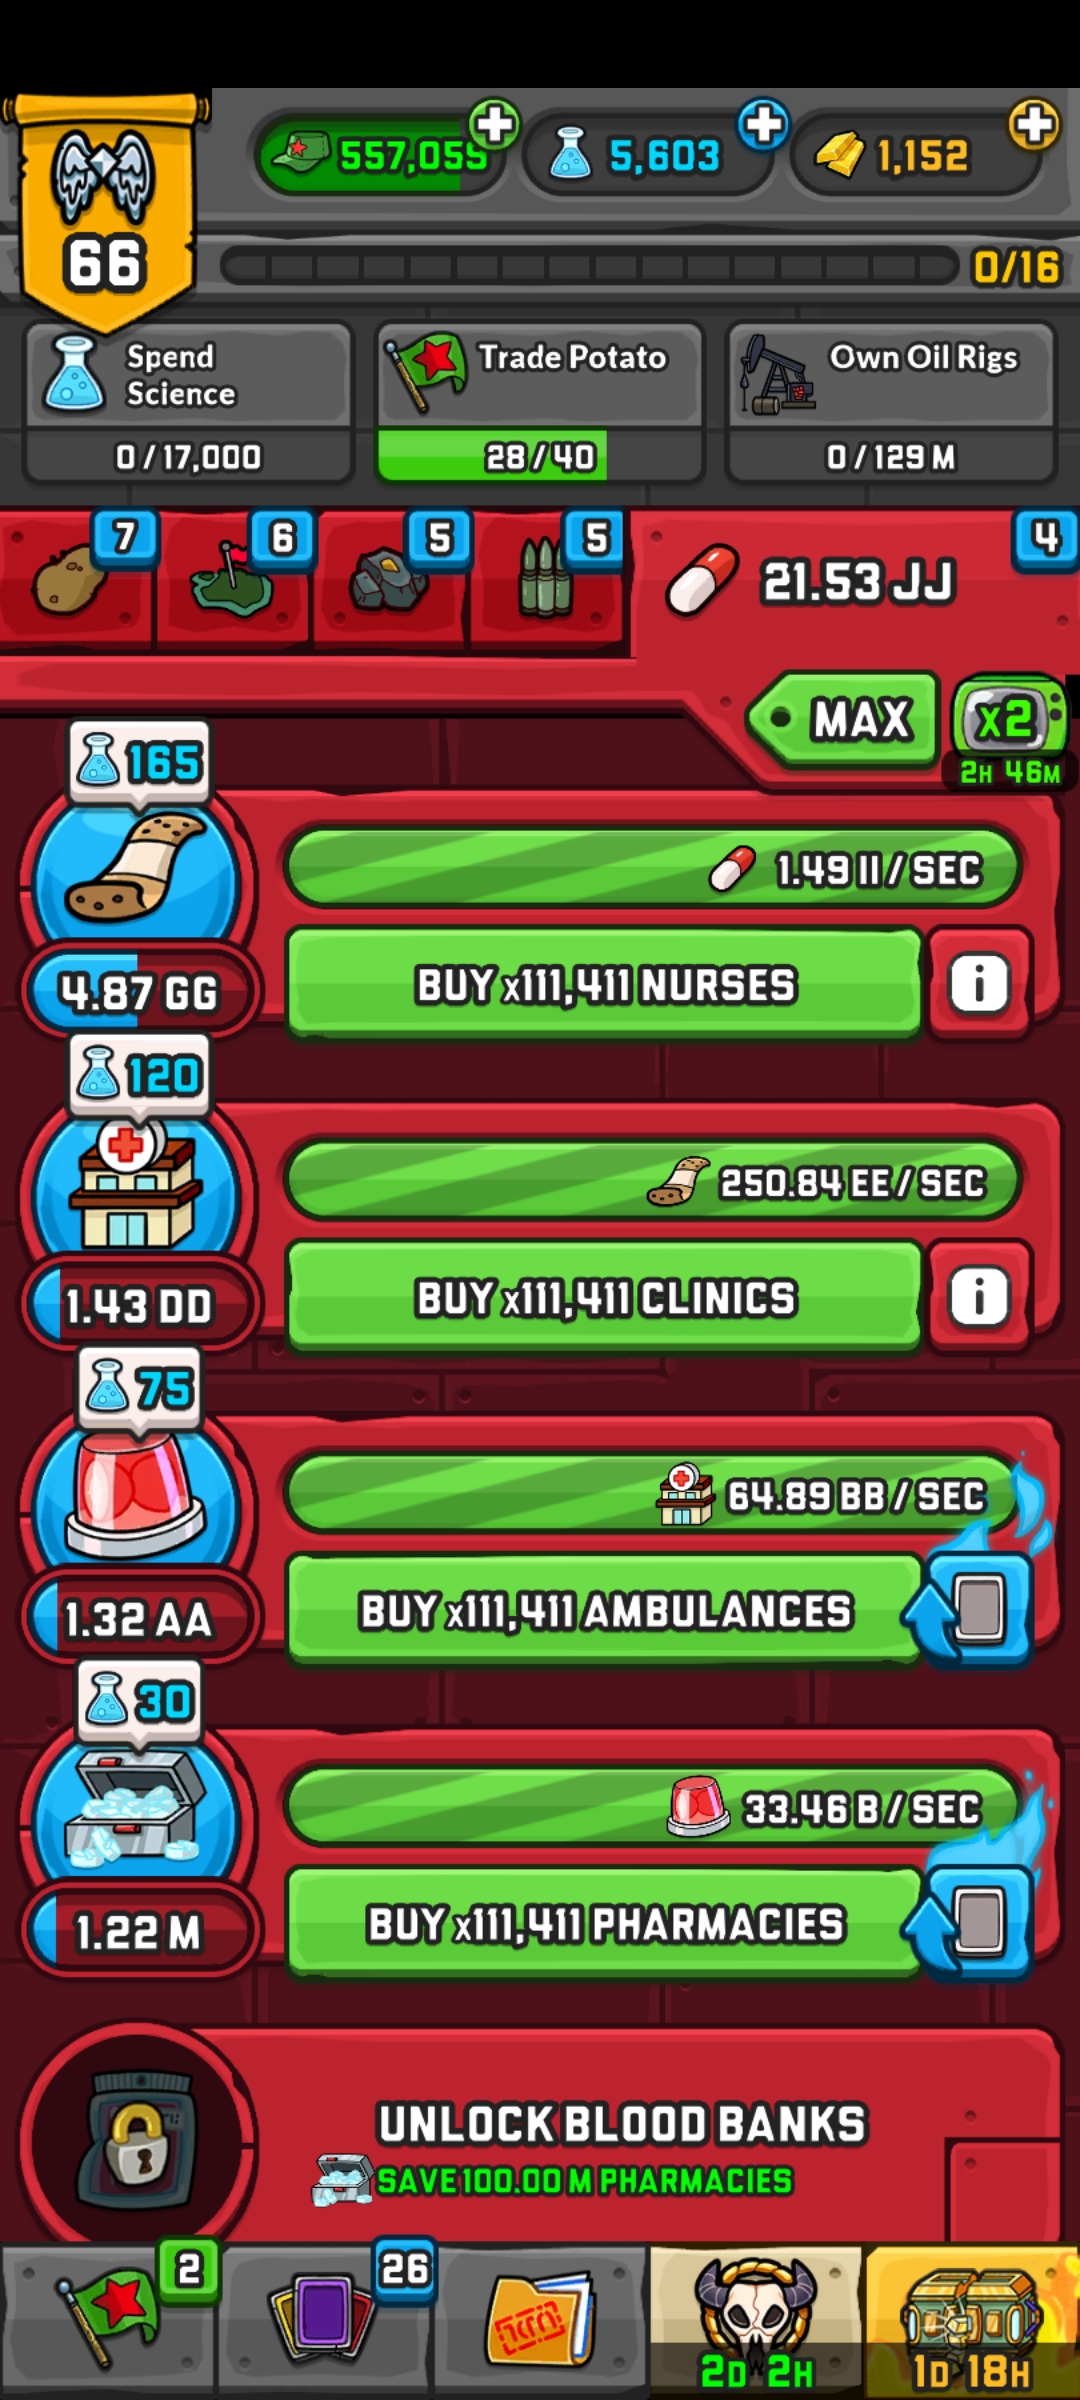 557,055
5,603
1,152
66
0/16
Spend
Science
0/17,000
Trade Potato
28/40
Own Oil Rigs
0/129 M
7
6
5
5
4
21.53 JJ
MAX
x2
2H 46M
165
1.49 II/SEC
4.87 GG
BUY x111,411 NURSES
i
120
250.84 EE/SEC
1.43 DD
BUY x111,411 CLINICS
i
75
64.89 BB/SEC
1.32 AA
BUY x111,411 AMBULANCES
30
33.46 B/SEC
1.22 M
BUY x111,411 PHARMACIES
UNLOCK BLOOD BANKS
SAVE 100.00 M PHARMACIES
2
26
2D 2H
1D 18H